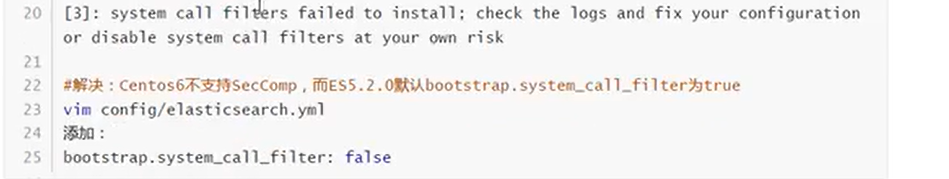 20 [3]: system call filters failed to install; check the logs and fix your configuration
or disable system call filters at your own risk
21
22 #解决：Centos6不支持SecComp，而ES5.2.0默认bootstrap.system_call_filter为true
23 vim config/elasticsearch.yml
24 添加：
25 bootstrap.system_call_filter: false